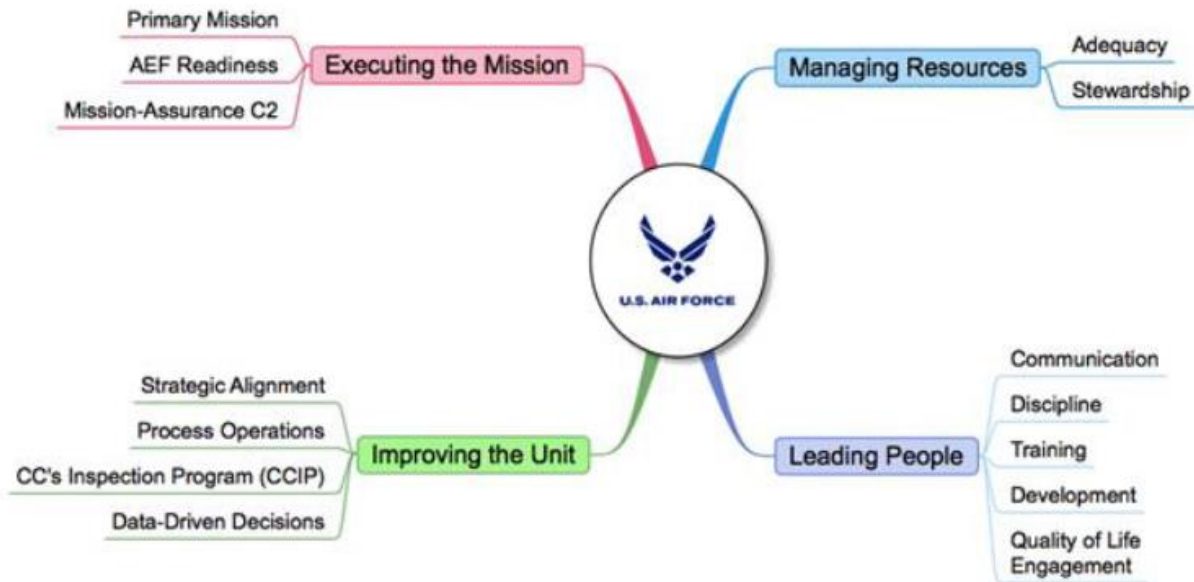 Primary Mission
AEF Readiness
Mission-Assurance C2
Executing the Mission
Managing Resources
Adequacy
Stewardship
U.S. AIR FORCE
Strategic Alignment
Process Operations
CC's Inspection Program (CCIP)
Data-Driven Decisions
Improving the Unit
Leading People
Communication
Discipline
Training
Development
Quality of Life
Engagement